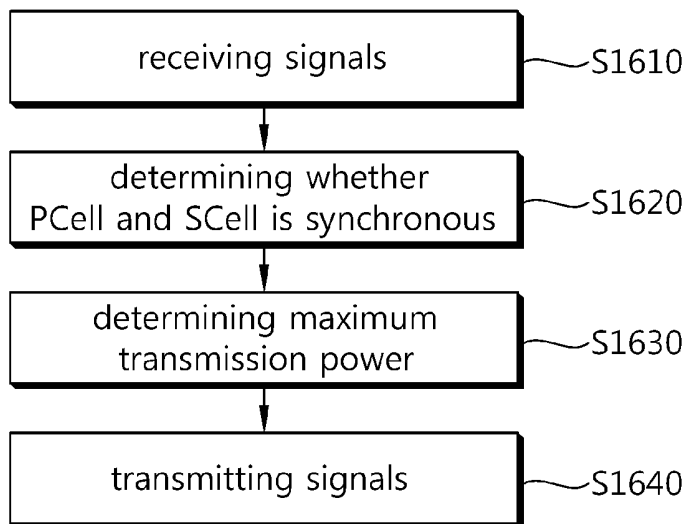 receiving signals
S1610
determining whether
PCell and SCell is synchronous
S1620
determining maximum
transmission power
S1630
transmitting signals
S1640